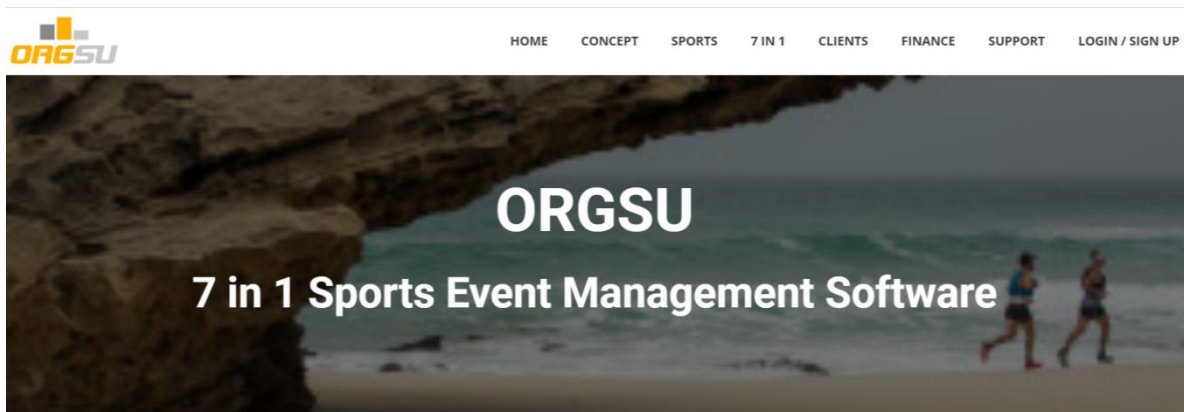 ORGSU
HOME CONCEPT SPORTS 7 IN 1 CLIENTS FINANCE SUPPORT LOGIN / SIGN UP
ORGSU
7 in 1 Sports Event Management Software